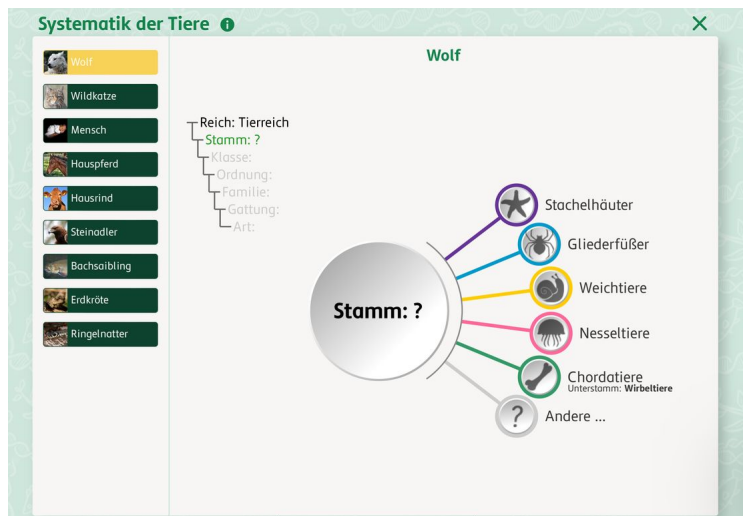 Systematik der Tiere i
Wolf
Wildkatze
Mensch
Hauspferd
Hausrind
Steinadler
Bachsaibling
Erdkröte
Ringelnatter
Wolf
Reich: Tierreich
Stamm: ?
Klasse:
Ordnung:
Familie:
Gattung:
Art:
Stamm: ?
Stachelhäuter
Gliederfüßer
Weichtiere
Nesseltiere
Chordatiere
Unterstamm: Wirbeltiere
?
Andere ...